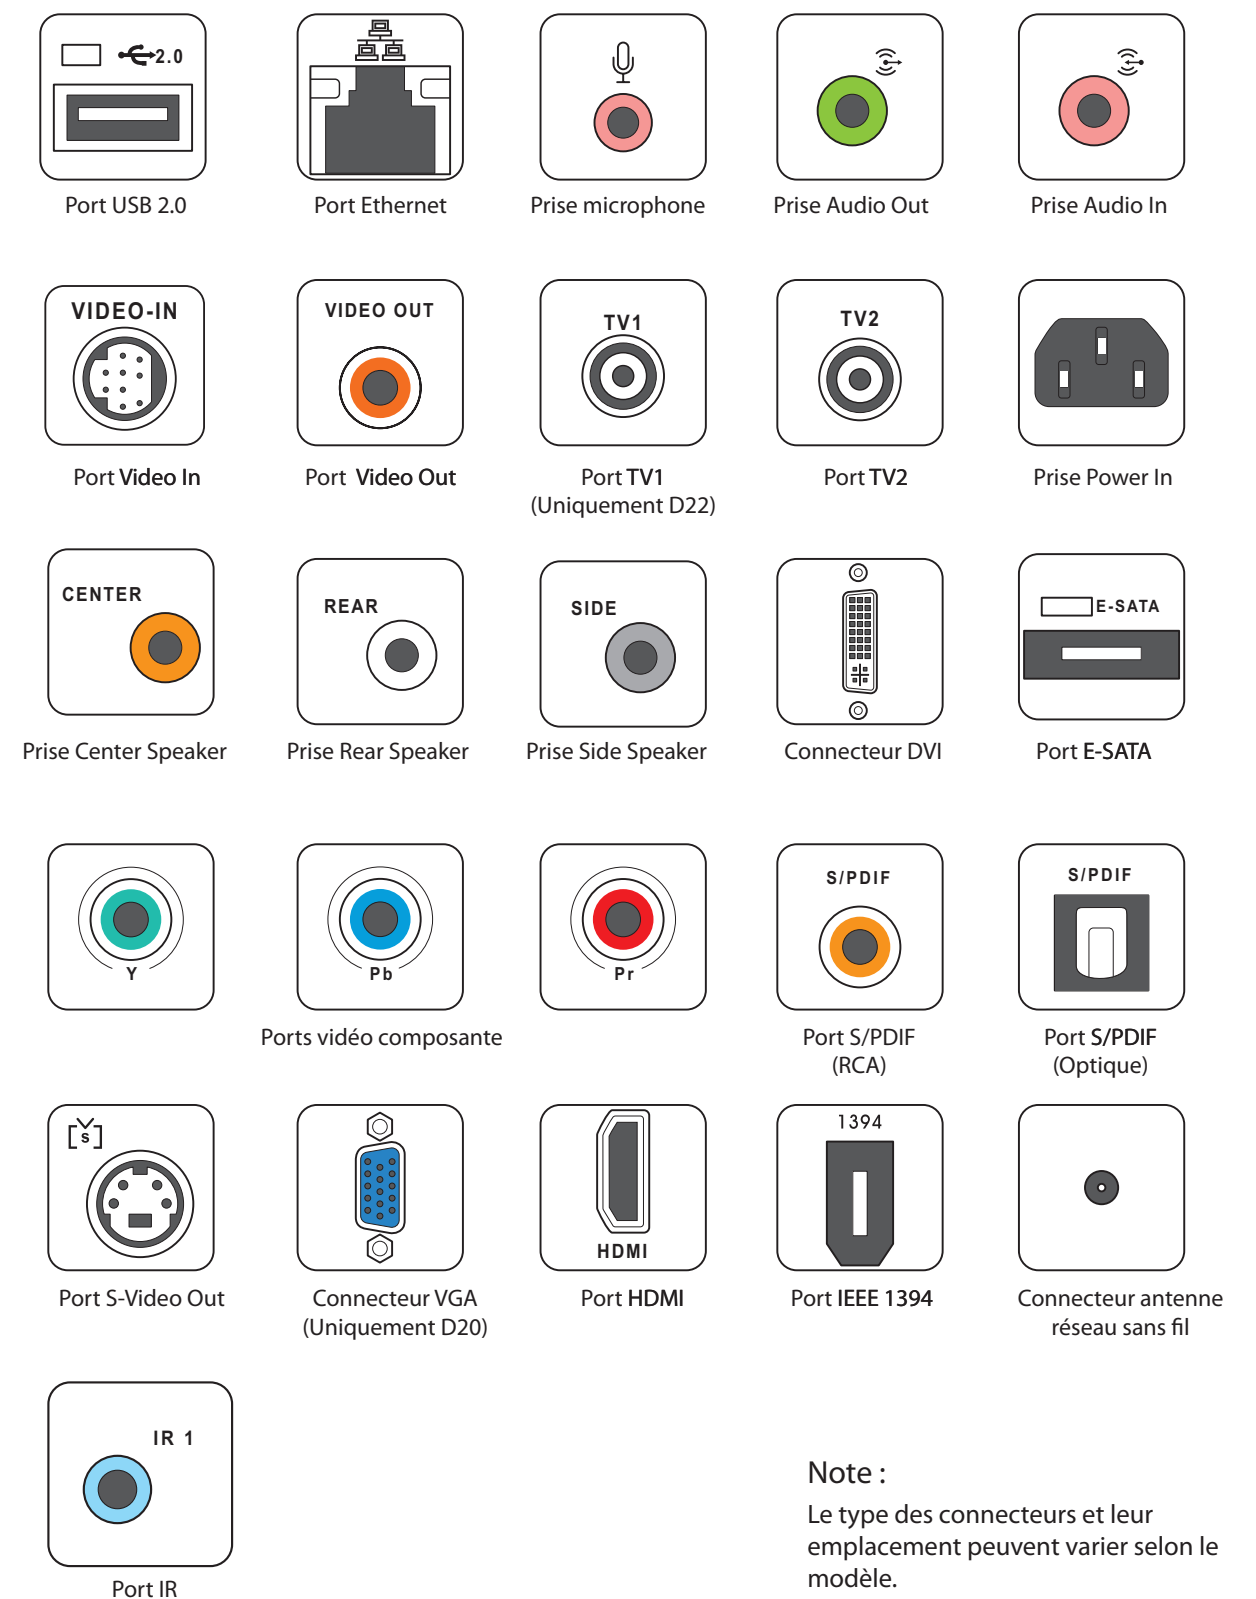 2.0
Port USB 2.0
Port Ethernet
Prise microphone
Prise Audio Out
Prise Audio In
VIDEO-IN
VIDEO OUT
TV1
TV2
Port Video In
Port Video Out
Port TV1
(Uniquement D22)
Port TV2
Prise Power In
CENTER
REAR
SIDE
E-SATA
Prise Center Speaker
Prise Rear Speaker
Prise Side Speaker
Connecteur DVI
Port E-SATA
Y
Pb
Pr
S/PDIF
S/PDIF
Ports vidéo composante
Port S/PDIF
(RCA)
Port S/PDIF
(Optique)
S
HDMI
1394
Port S-Video Out
Connecteur VGA
(Uniquement D20)
Port HDMI
Port IEEE 1394
Connecteur antenne
réseau sans fil
IR 1
Port IR
Note :
Le type des connecteurs et leur
emplacement peuvent varier selon le
modèle.